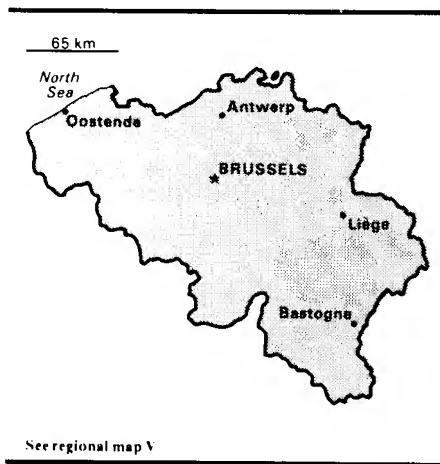 65 km
North
Sea
Oostende
Antwerp
BRUSSELS
Liège
Bastogne
See regional map V